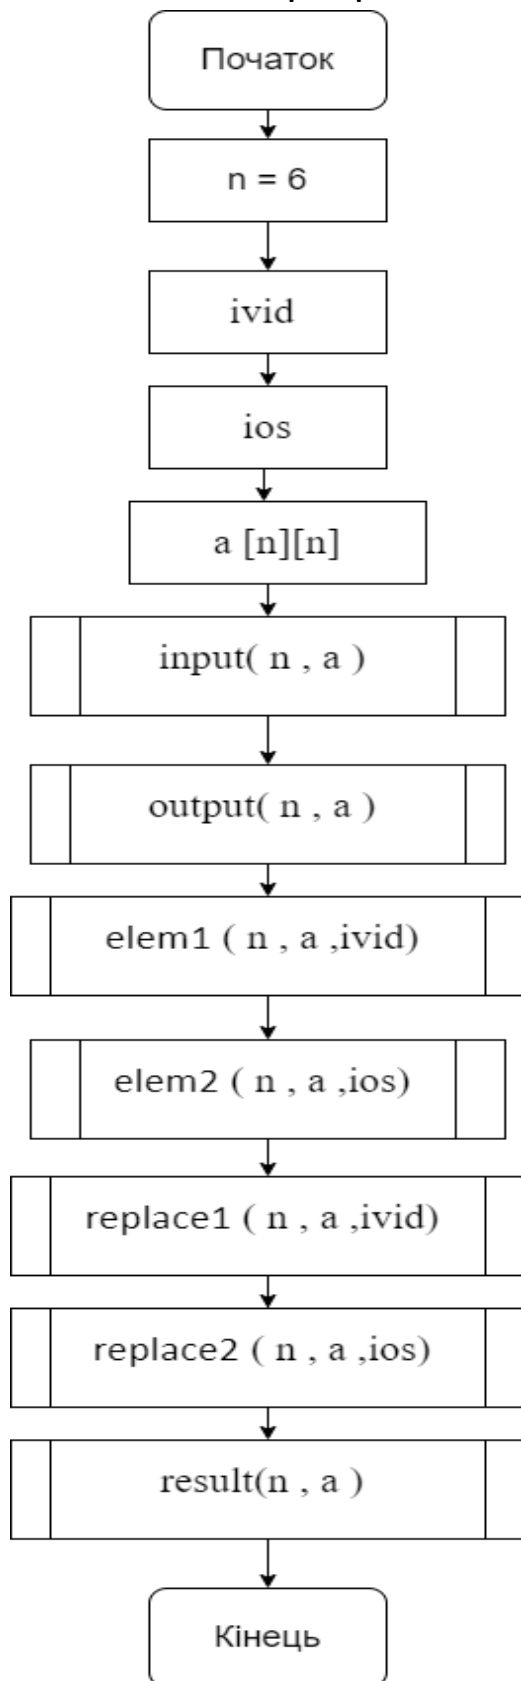 Початок
n = 6
ivid
ios
a [n][n]
input( n , a )
output( n , a )
elem1 ( n , a ,ivid)
elem2 ( n , a ,ios)
replace1 ( n , a ,ivid)
replace2 ( n , a ,ios)
result(n , a )
Кінець